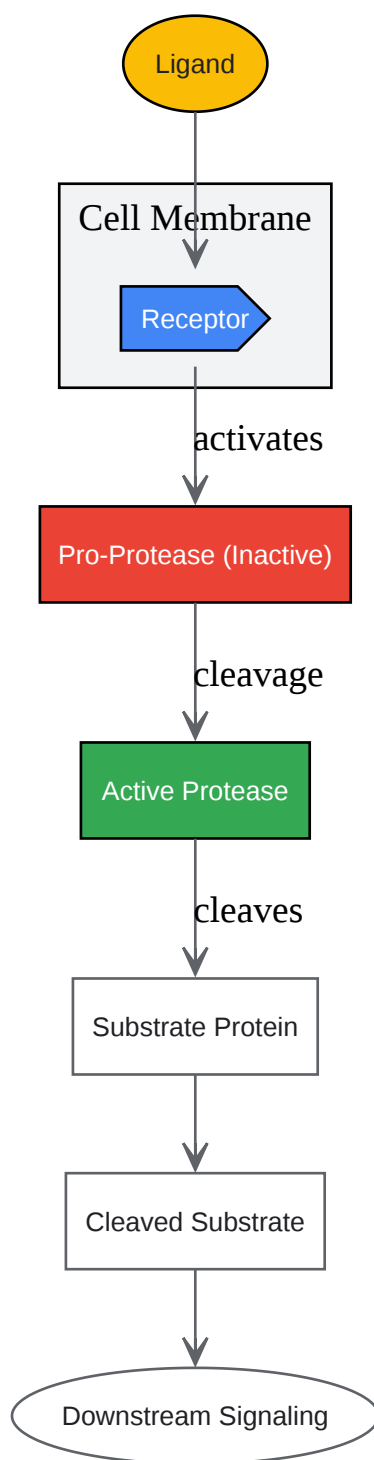 Ligand
Cell Membrane
Receptor
activates
Pro-Protease (Inactive)
cleavage
Active Protease
cleaves
Substrate Protein
Cleaved Substrate
Downstream Signaling